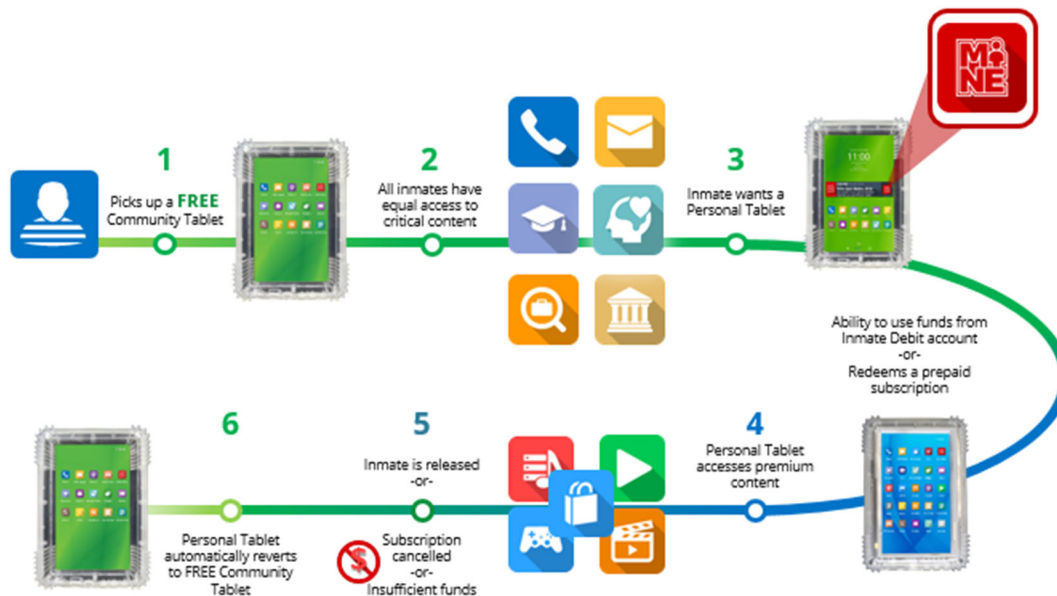 1
Picks up a FREE
Community Tablet
2
All inmates have
equal access to
critical content
3
Inmate wants a
Personal Tablet
11:00
MiNE
Ability to use funds from
Inmate Debit account
-or-
Redeems a prepaid
subscription
4
Personal Tablet
accesses premium
content
5
Inmate is released
-or-
Subscription
cancelled
-or-
Insufficient funds
$
6
Personal Tablet
automatically reverts
to FREE Community
Tablet